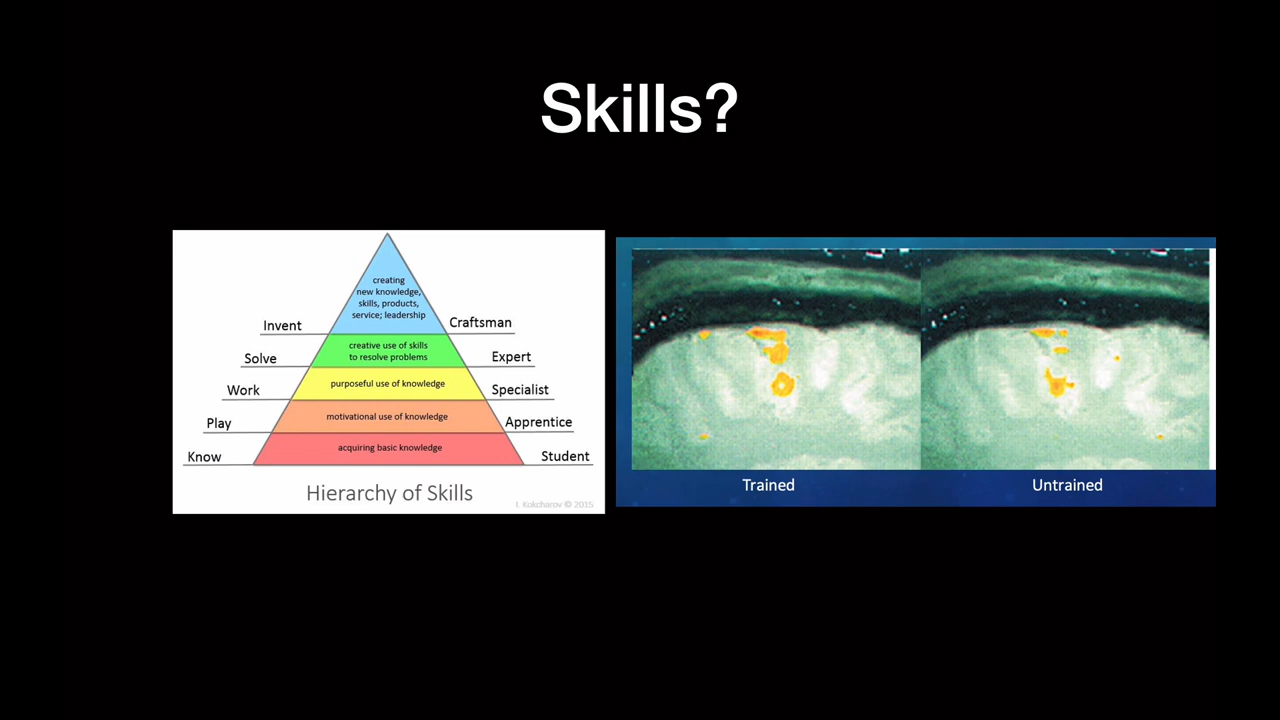 Skills?
creating
new knowledge,
skills, products,
service; leadership
Invent
Craftsman
creative use of skills
to resolve problems
Solve
Expert
purposeful use of knowledge
Work
Specialist
motivational use of knowledge
Play
Apprentice
acquiring basic knowledge
Know
Student
Hierarchy of Skills
I. Kokcharov © 2015
Trained
Untrained